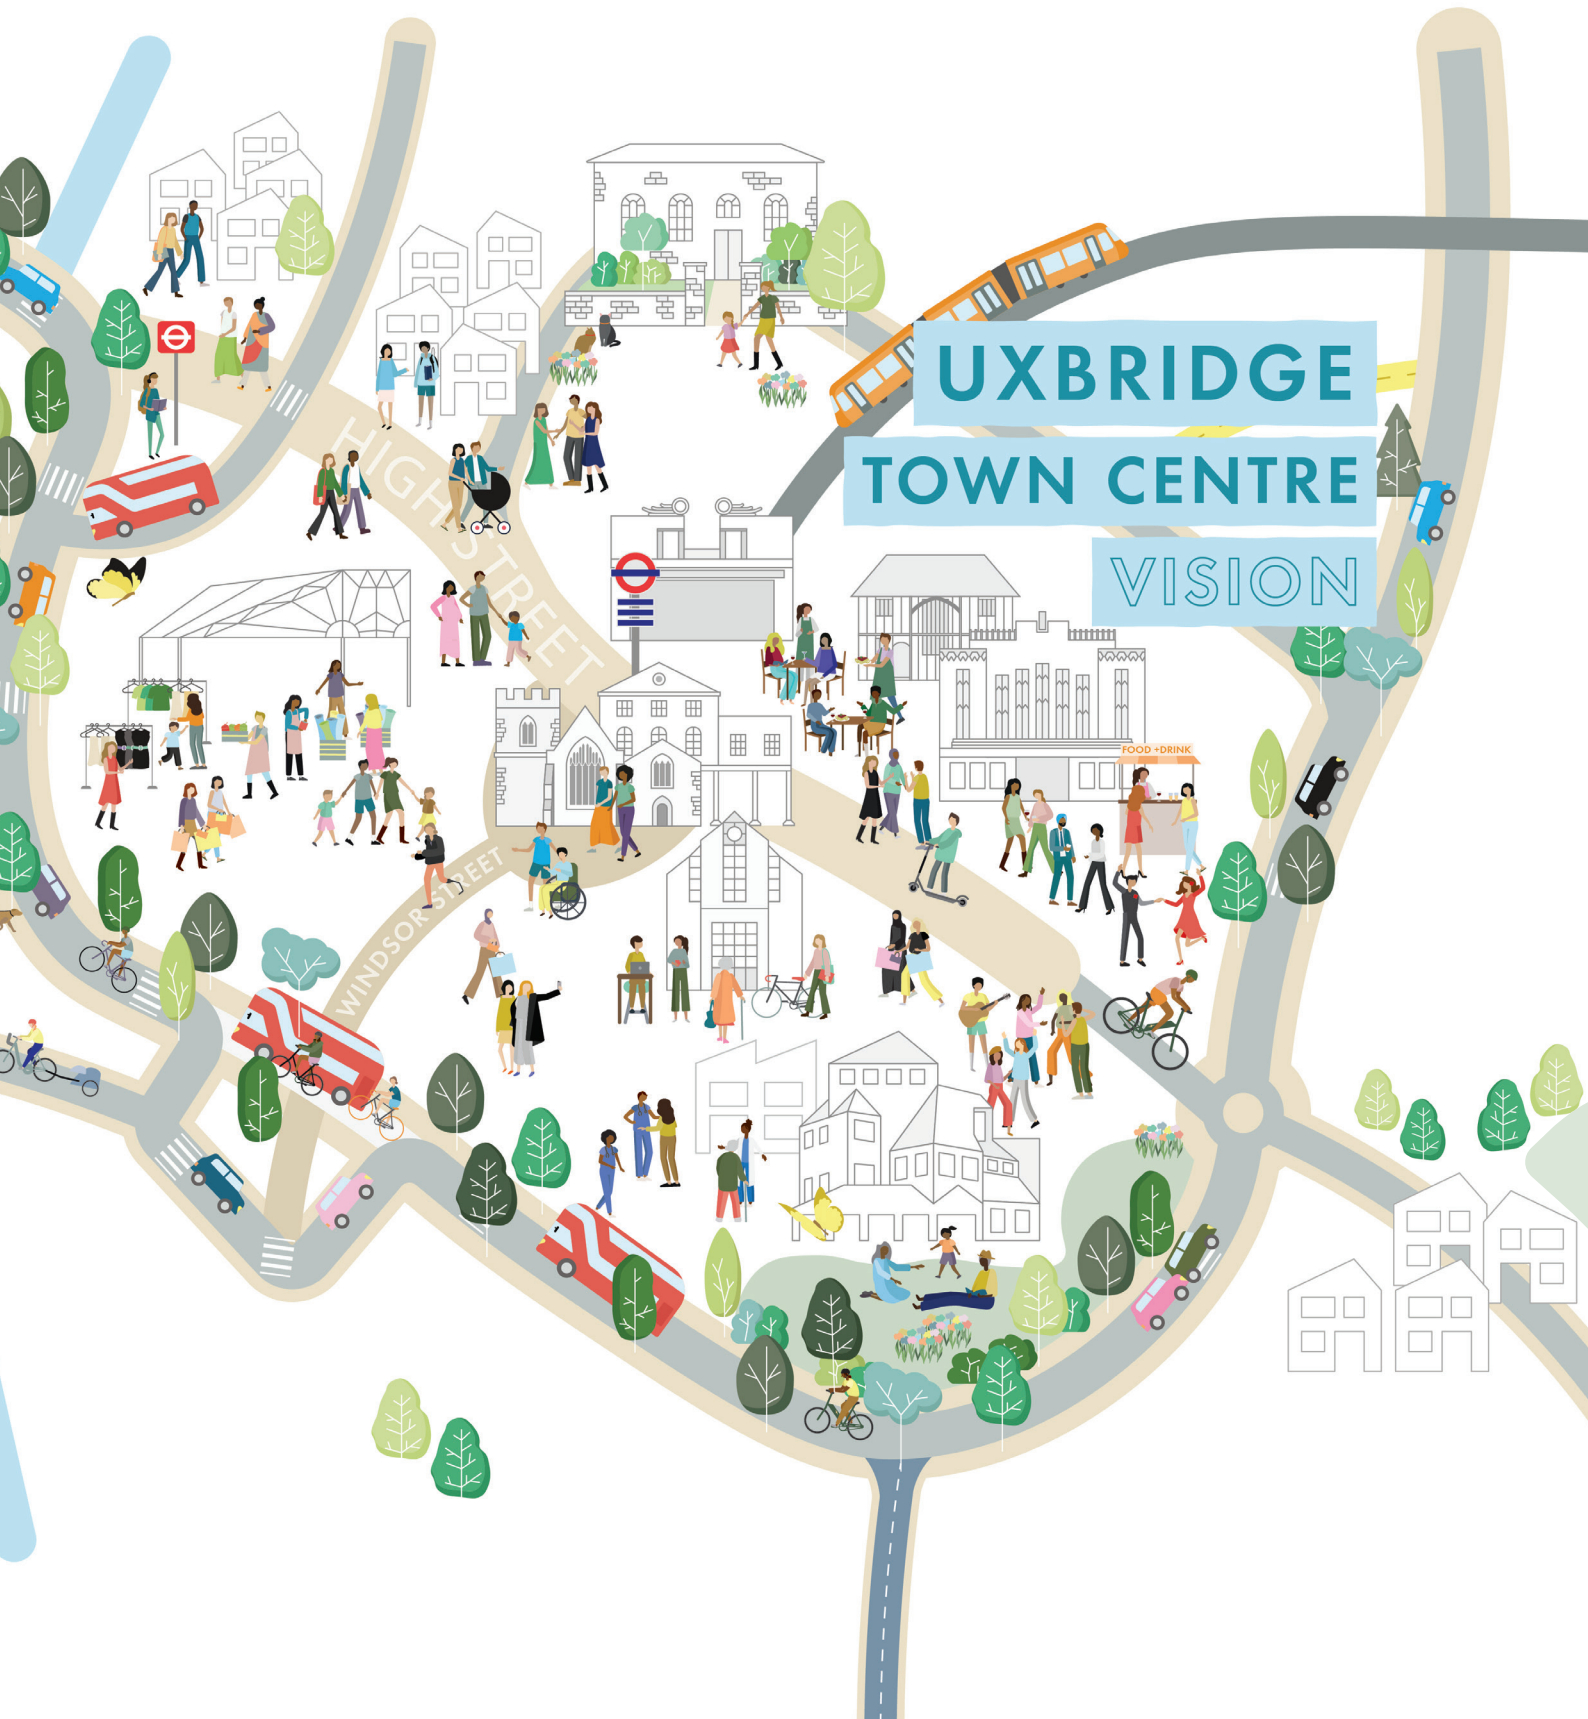 UXBRIDGE
TOWN CENTRE
VISION
HIGH STREET
FOOD +DRINK
WINDSOR STREET